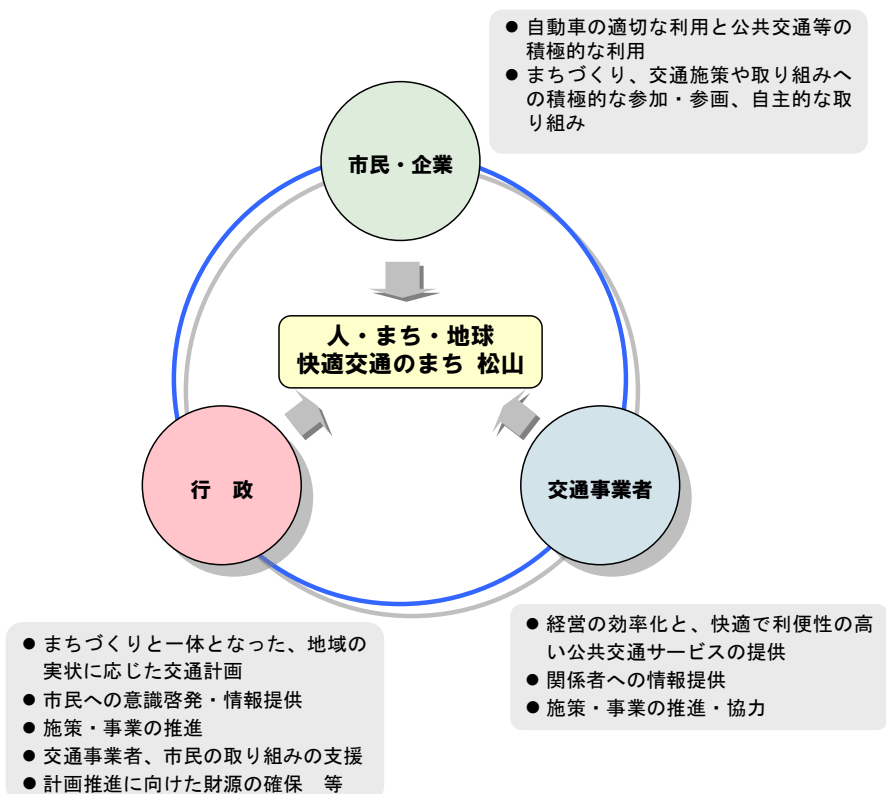 ● 自動車の適切な利用と公共交通等の
積極的な利用
● まちづくり、交通施策や取り組みへ
の積極的な参加・参画、自主的な取
り組み
市民・企業
人・まち・地球
快適交通のまち 松山
行　政
交通事業者
● まちづくりと一体となった、地域の
実状に応じた交通計画
● 市民への意識啓発・情報提供
● 施策・事業の推進
● 交通事業者、市民の取り組みの支援
● 計画推進に向けた財源の確保　等
● 経営の効率化と、快適で利便性の高
い公共交通サービスの提供
● 関係者への情報提供
● 施策・事業の推進・協力